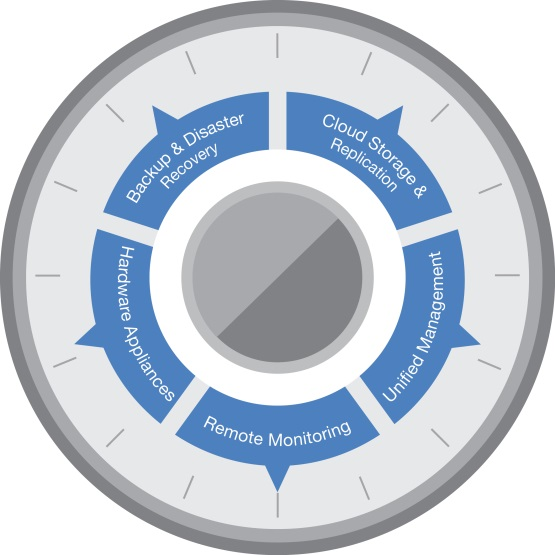 Backup & Disaster
Recovery
Cloud Storage &
Replication
Unified Management
Remote Monitoring
Hardware Appliances